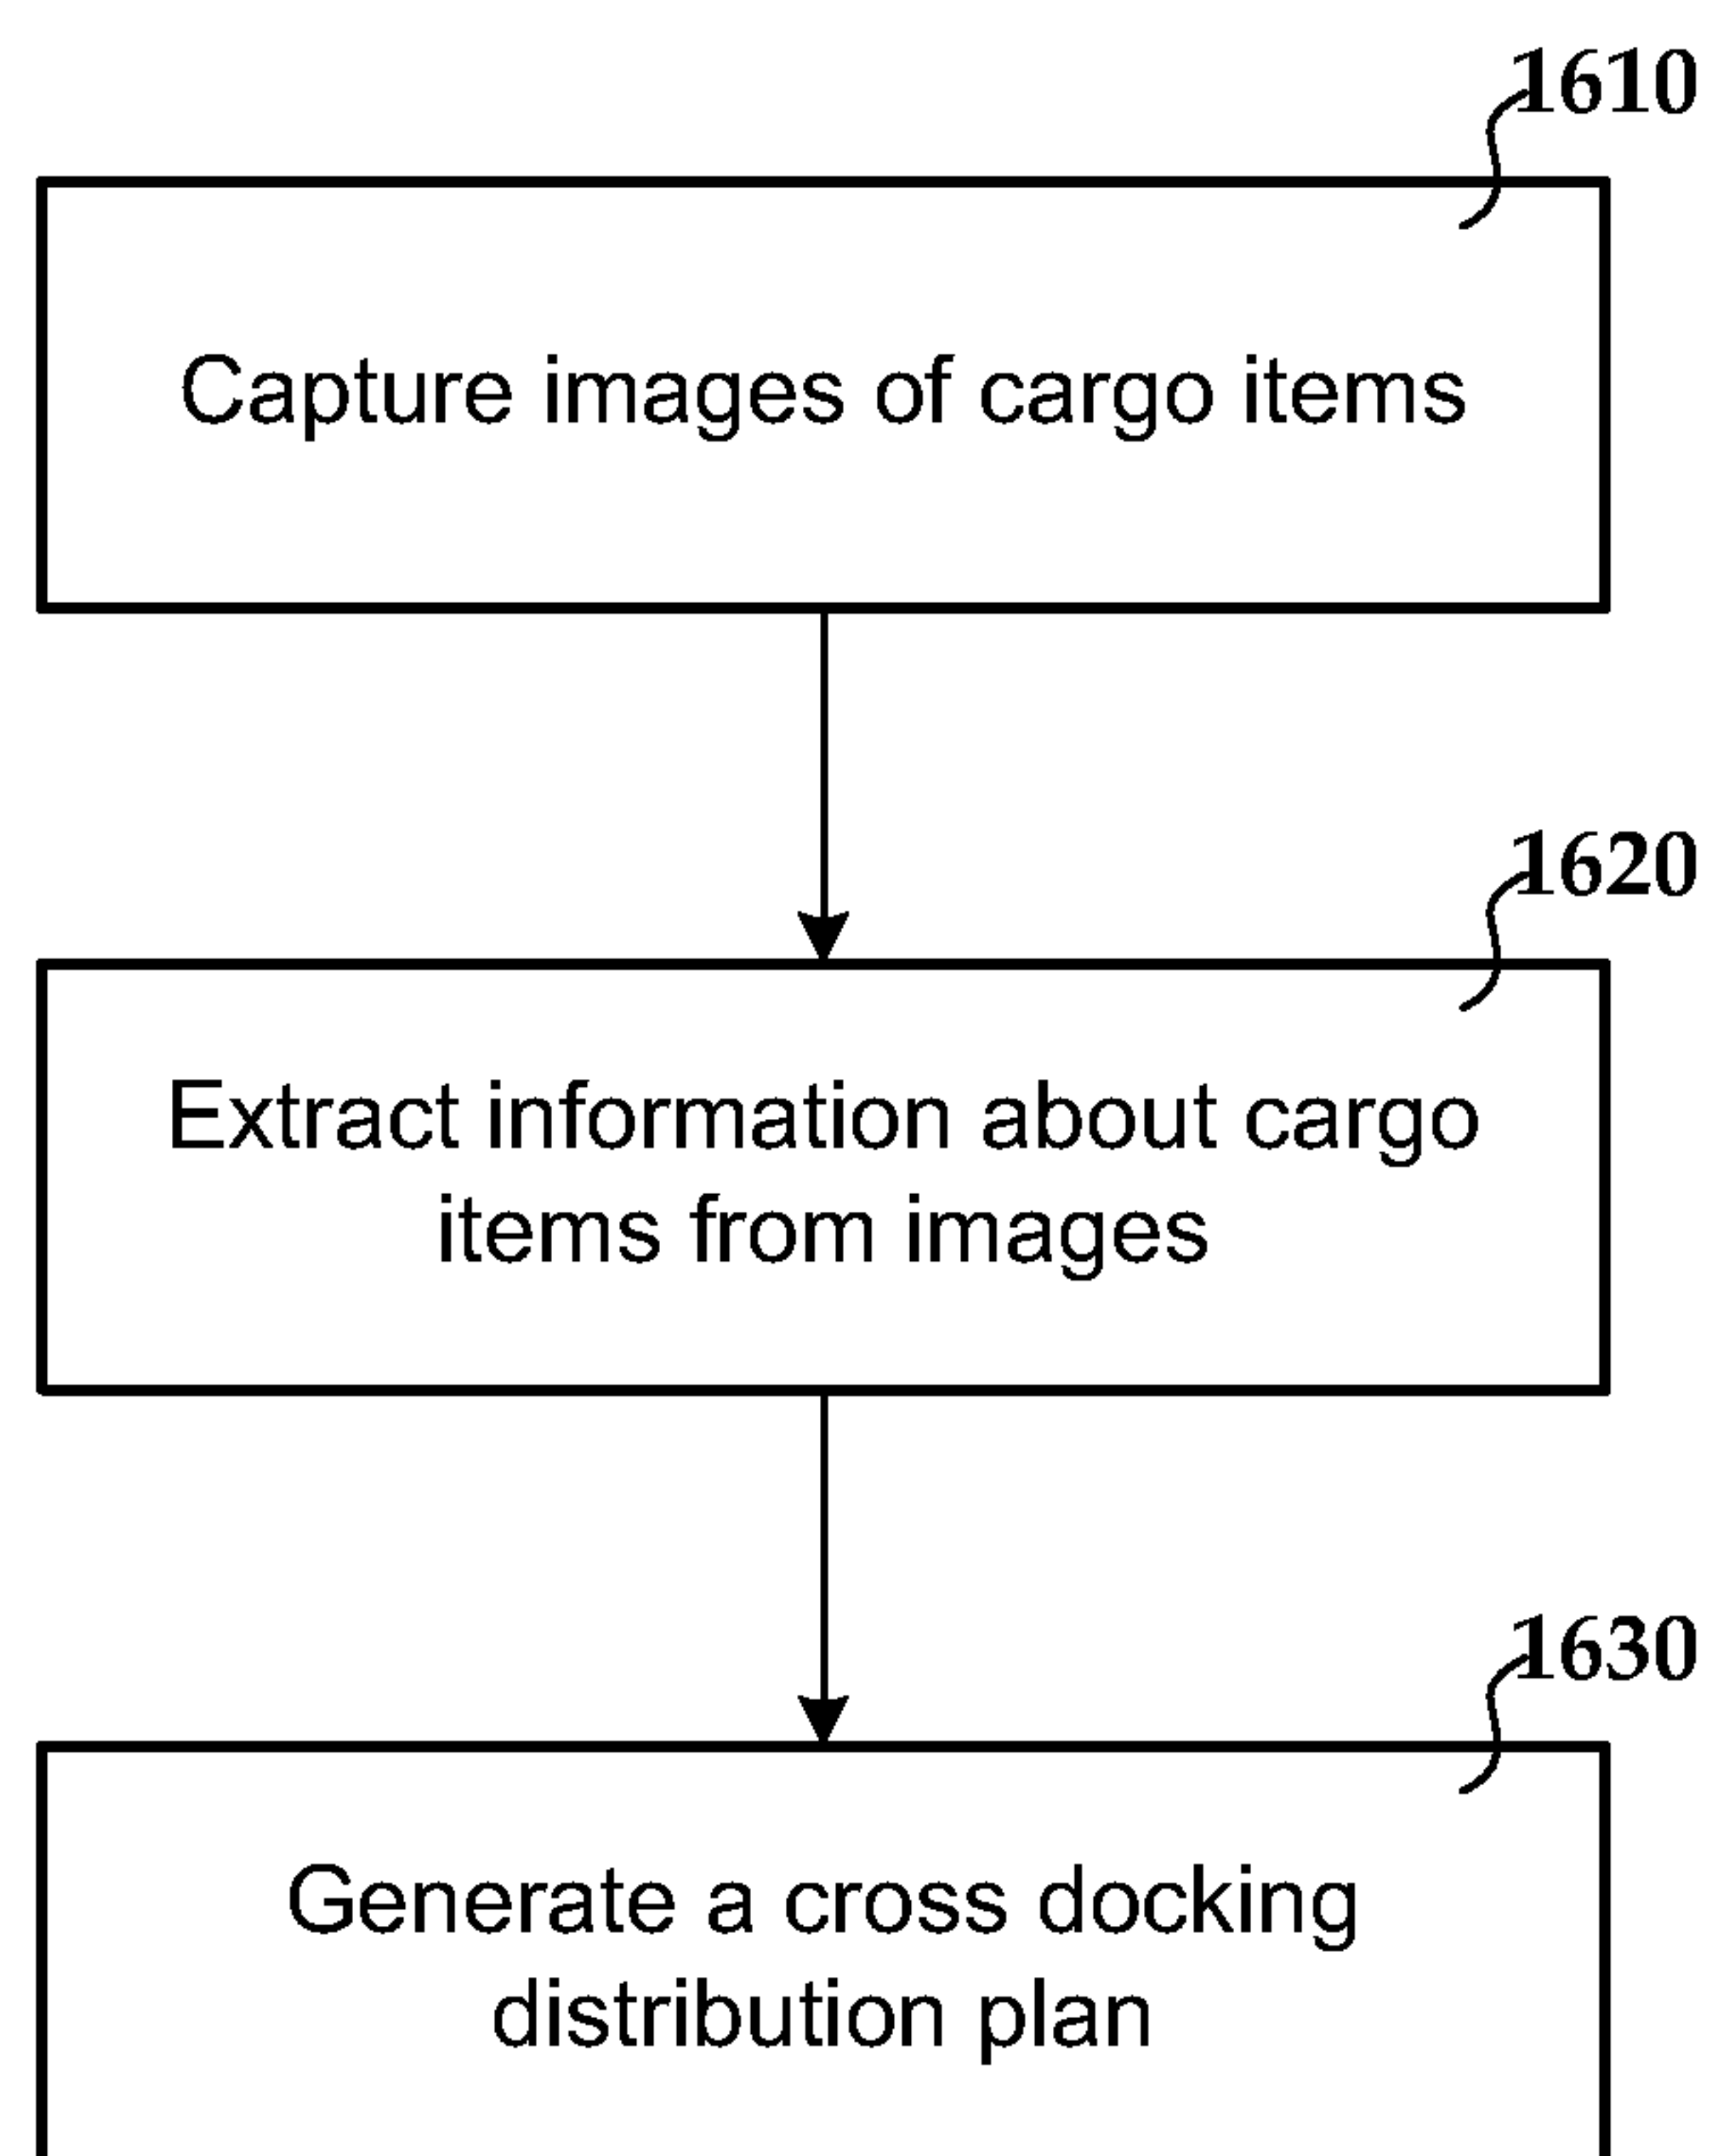 1610
Capture images of cargo items
1620
Extract information about cargo
items from images
1630
Generate a cross docking
distribution plan